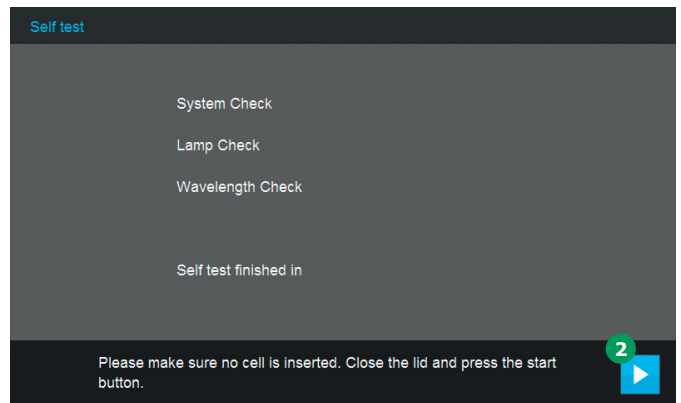 Self test
System Check
Lamp Check
Wavelength Check
Self test finished in
2
Please make sure no cell is inserted. Close the lid and press the start
button.